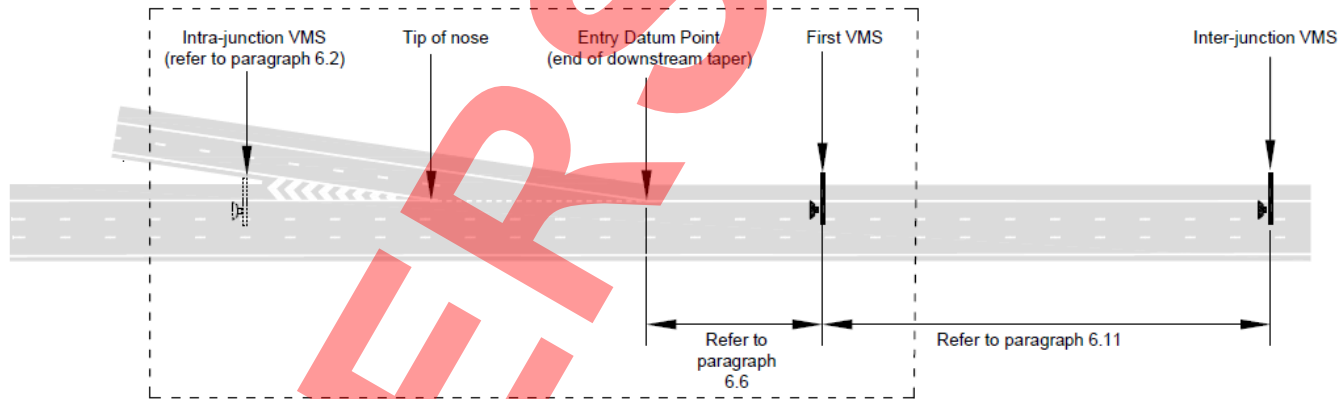 Intra-junction VMS
(refer to paragraph 6.2)
Tip of nose
Entry Datum Point
(end of downstream taper)
First VMS
Inter-junction VMS
Refer to
paragraph
6.6
Refer to paragraph 6.11
ERS